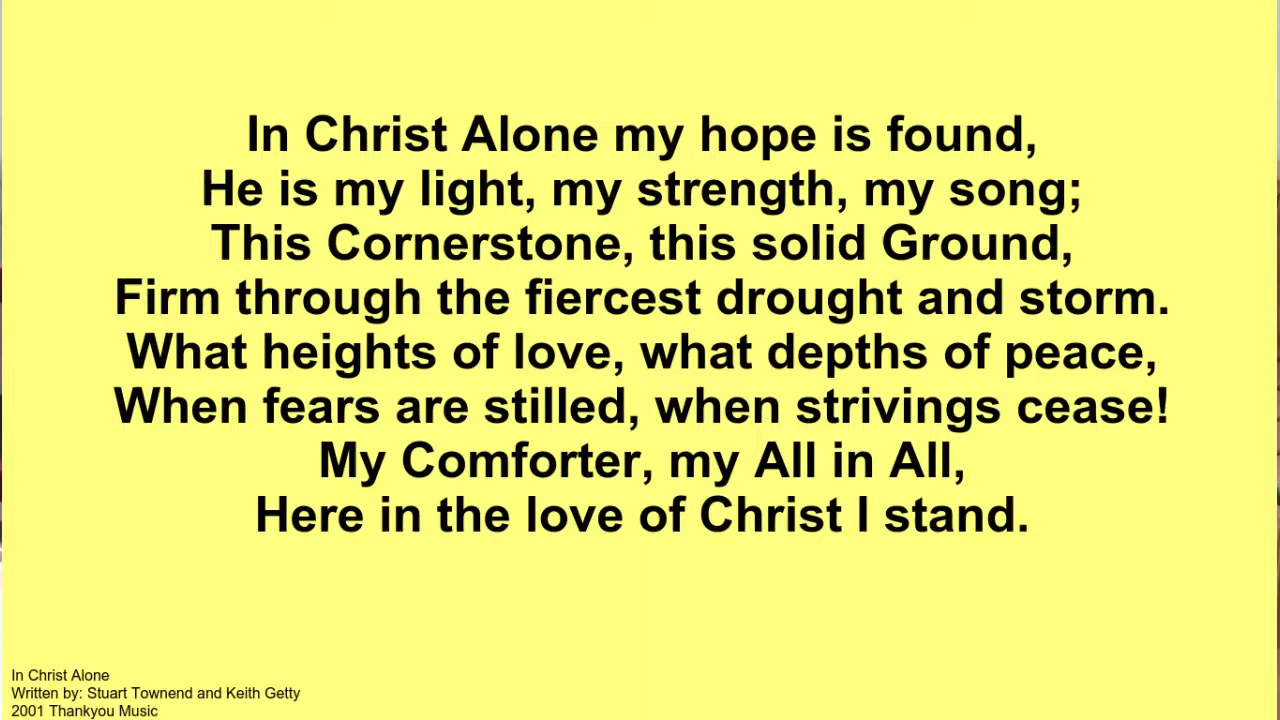 In Christ Alone my hope is found,
He is my light, my strength, my song;
This Cornerstone, this solid Ground,
Firm through the fiercest drought and storm.
What heights of love, what depths of peace,
When fears are stilled, when strivings cease!
My Comforter, my All in All,
Here in the love of Christ I stand.
In Christ Alone
Written by: Stuart Townend and Keith Getty
2001 Thankyou Music